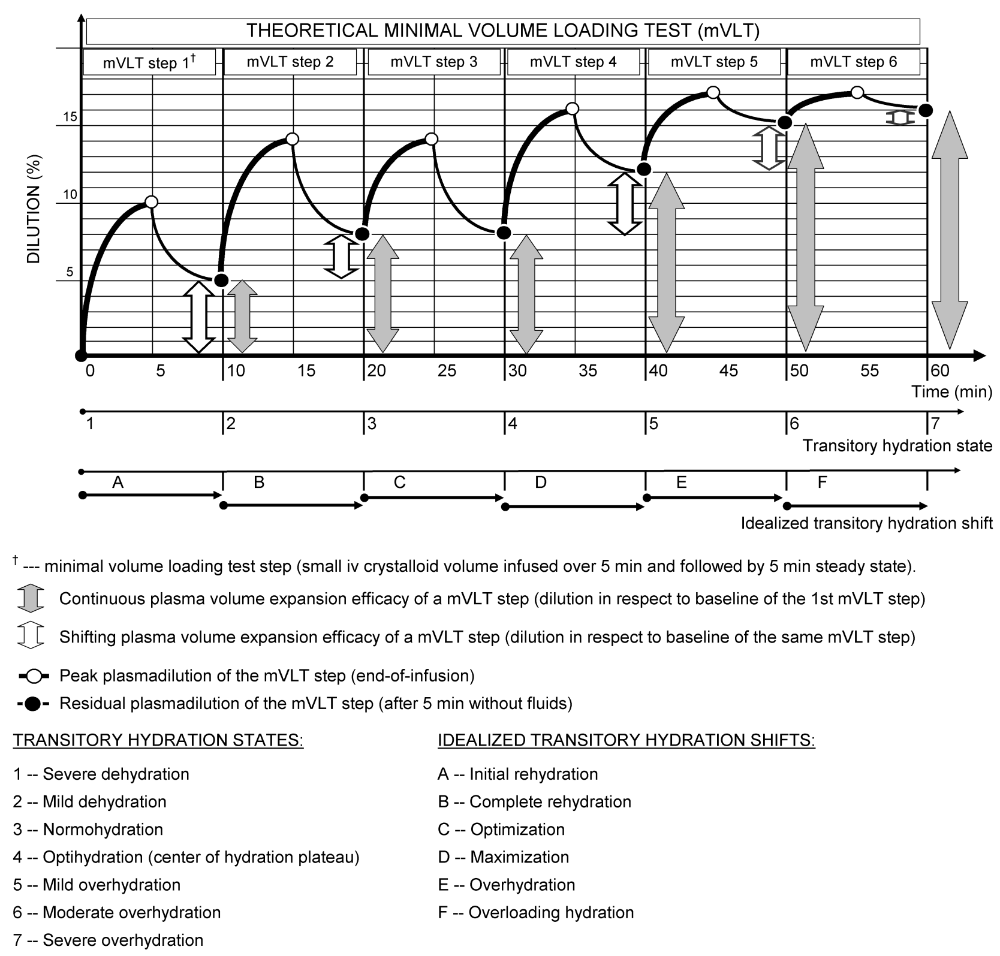 THEORETICAL MINIMAL VOLUME LOADING TEST (mVLT)
mVLT step 1†
mVLT step 2
mVLT step 3
mVLT step 4
mVLT step 5
mVLT step 6
DILUTION (%)
15
10
5
0 5 10 15 20 25 30 35 40 45 50 55 60
Time (min)
1 2 3 4 5 6 7
Transitory hydration state
A B C D E F
Idealized transitory hydration shift
† --- minimal volume loading test step (small iv crystalloid volume infused over 5 min and followed by 5 min steady state).
Continuous plasma volume expansion efficacy of a mVLT step (dilution in respect to baseline of the 1st mVLT step)
Shifting plasma volume expansion efficacy of a mVLT step (dilution in respect to baseline of the same mVLT step)
Peak plasmadilution of the mVLT step (end-of-infusion)
Residual plasmadilution of the mVLT step (after 5 min without fluids)
TRANSITORY HYDRATION STATES:
1 -- Severe dehydration
2 -- Mild dehydration
3 -- Normohydration
4 -- Optihydration (center of hydration plateau)
5 -- Mild overhydration
6 -- Moderate overhydration
7 -- Severe overhydration
IDEALIZED TRANSITORY HYDRATION SHIFTS:
A -- Initial rehydration
B -- Complete rehydration
C -- Optimization
D -- Maximization
E -- Overhydration
F -- Overloading hydration